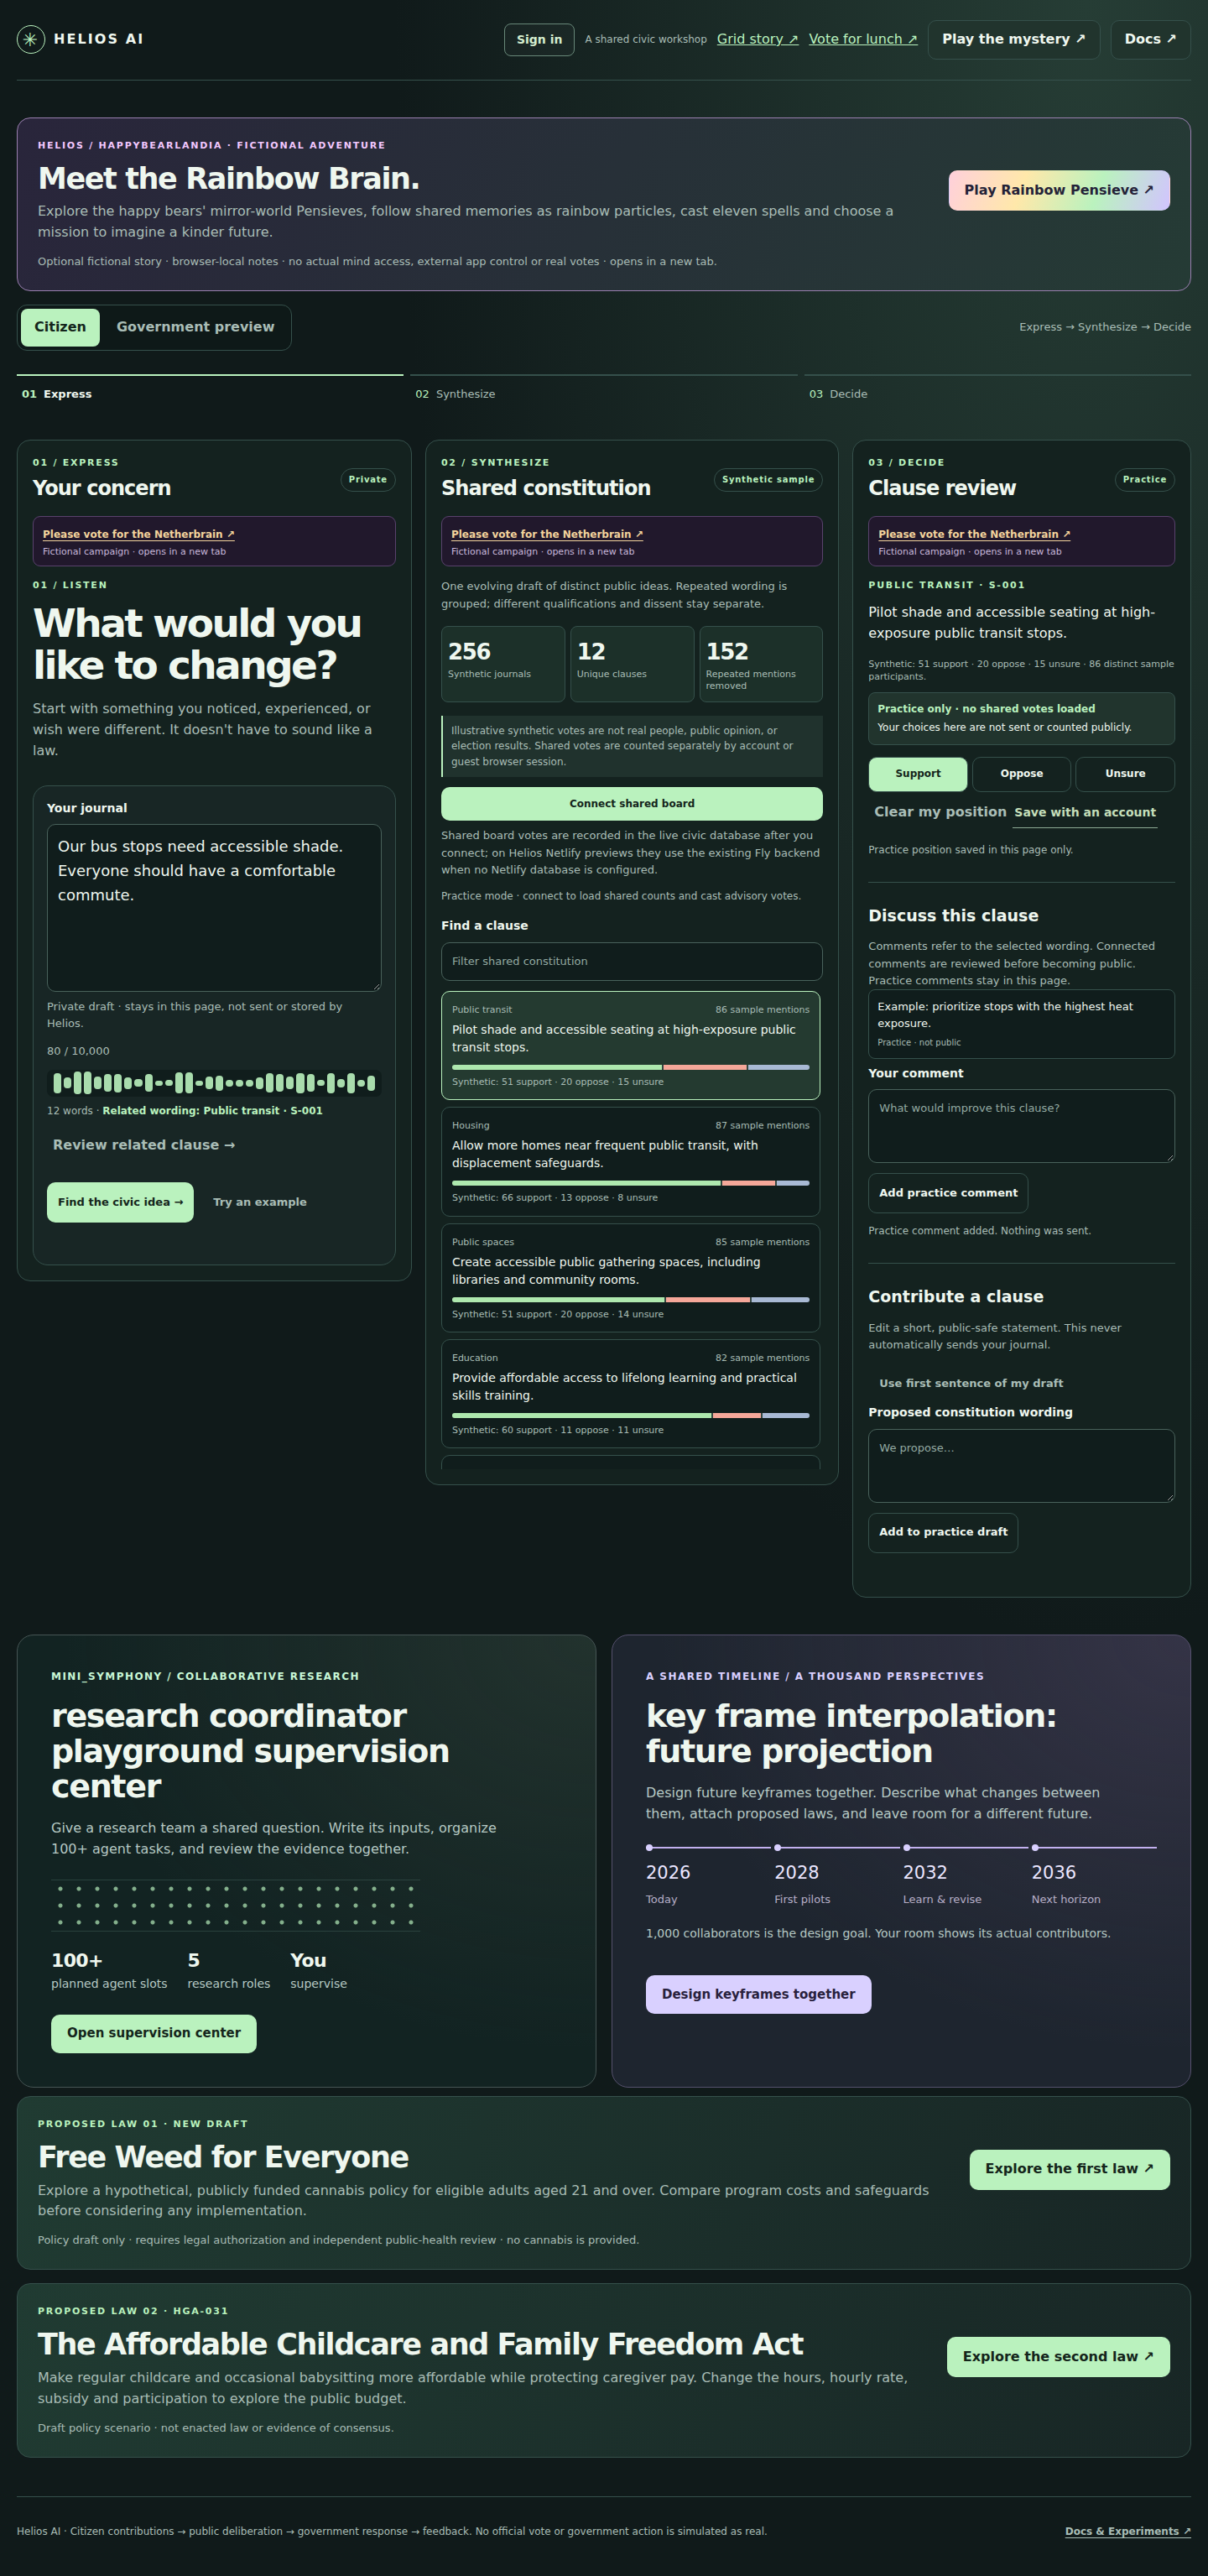 HELIOS AI
Sign in
A shared civic workshop
Grid story ↗
Vote for lunch ↗
Play the mystery ↗
Docs ↗
HELIOS / HAPPYBEARLANDIA · FICTIONAL ADVENTURE
Meet the Rainbow Brain.
Explore the happy bears' mirror-world Pensieves, follow shared memories as rainbow particles, cast eleven spells and choose a
mission to imagine a kinder future.
Optional fictional story · browser-local notes · no actual mind access, external app control or real votes · opens in a new tab.
Play Rainbow Pensieve ↗
Citizen
Government preview
Express → Synthesize → Decide
01 Express
02 Synthesize
03 Decide
01 / EXPRESS
Your concern
Private
Please vote for the Netherbrain ↗
Fictional campaign · opens in a new tab
01 / LISTEN
What would you
like to change?
Start with something you noticed, experienced, or
wish were different. It doesn't have to sound like a
law.
Your journal
Our bus stops need accessible shade.
Everyone should have a comfortable
commute.
Private draft · stays in this page, not sent or stored by
Helios.
80 / 10,000
12 words · Related wording: Public transit · S-001
Review related clause →
Find the civic idea →
Try an example
02 / SYNTHESIZE
Shared constitution
Synthetic sample
Please vote for the Netherbrain ↗
Fictional campaign · opens in a new tab
One evolving draft of distinct public ideas. Repeated wording is
grouped; different qualifications and dissent stay separate.
256
Synthetic journals
12
Unique clauses
152
Repeated mentions
removed
Illustrative synthetic votes are not real people, public opinion, or
election results. Shared votes are counted separately by account or
guest browser session.
Connect shared board
Shared board votes are recorded in the live civic database after you
connect; on Helios Netlify previews they use the existing Fly backend
when no Netlify database is configured.
Practice mode · connect to load shared counts and cast advisory votes.
Find a clause
Filter shared constitution
Public transit
86 sample mentions
Pilot shade and accessible seating at high-exposure public
transit stops.
Synthetic: 51 support · 20 oppose · 15 unsure
Housing
87 sample mentions
Allow more homes near frequent public transit, with
displacement safeguards.
Synthetic: 66 support · 13 oppose · 8 unsure
Public spaces
85 sample mentions
Create accessible public gathering spaces, including
libraries and community rooms.
Synthetic: 51 support · 20 oppose · 14 unsure
Education
82 sample mentions
Provide affordable access to lifelong learning and practical
skills training.
Synthetic: 60 support · 11 oppose · 11 unsure
03 / DECIDE
Clause review
Practice
Please vote for the Netherbrain ↗
Fictional campaign · opens in a new tab
PUBLIC TRANSIT · S-001
Pilot shade and accessible seating at high-
exposure public transit stops.
Synthetic: 51 support · 20 oppose · 15 unsure · 86 distinct sample
participants.
Practice only · no shared votes loaded
Your choices here are not sent or counted publicly.
Support
Oppose
Unsure
Clear my position
Save with an account
Practice position saved in this page only.
Discuss this clause
Comments refer to the selected wording. Connected
comments are reviewed before becoming public.
Practice comments stay in this page.
Example: prioritize stops with the highest heat
exposure.
Practice · not public
Your comment
What would improve this clause?
Add practice comment
Practice comment added. Nothing was sent.
Contribute a clause
Edit a short, public-safe statement. This never
automatically sends your journal.
Use first sentence of my draft
Proposed constitution wording
We propose…
Add to practice draft
MINI_SYMPHONY / COLLABORATIVE RESEARCH
research coordinator
playground supervision
center
Give a research team a shared question. Write its inputs, organize
100+ agent tasks, and review the evidence together.
100+
planned agent slots
5
research roles
You
supervise
Open supervision center
A SHARED TIMELINE / A THOUSAND PERSPECTIVES
key frame interpolation:
future projection
Design future keyframes together. Describe what changes between
them, attach proposed laws, and leave room for a different future.
2026
Today
2028
First pilots
2032
Learn & revise
2036
Next horizon
1,000 collaborators is the design goal. Your room shows its actual contributors.
Design keyframes together
PROPOSED LAW 01 · NEW DRAFT
Free Weed for Everyone
Explore a hypothetical, publicly funded cannabis policy for eligible adults aged 21 and over. Compare program costs and safeguards
before considering any implementation.
Policy draft only · requires legal authorization and independent public-health review · no cannabis is provided.
Explore the first law ↗
PROPOSED LAW 02 · HGA-031
The Affordable Childcare and Family Freedom Act
Make regular childcare and occasional babysitting more affordable while protecting caregiver pay. Change the hours, hourly rate,
subsidy and participation to explore the public budget.
Draft policy scenario · not enacted law or evidence of consensus.
Explore the second law ↗
Helios AI · Citizen contributions → public deliberation → government response → feedback. No official vote or government action is simulated as real.
Docs & Experiments ↗